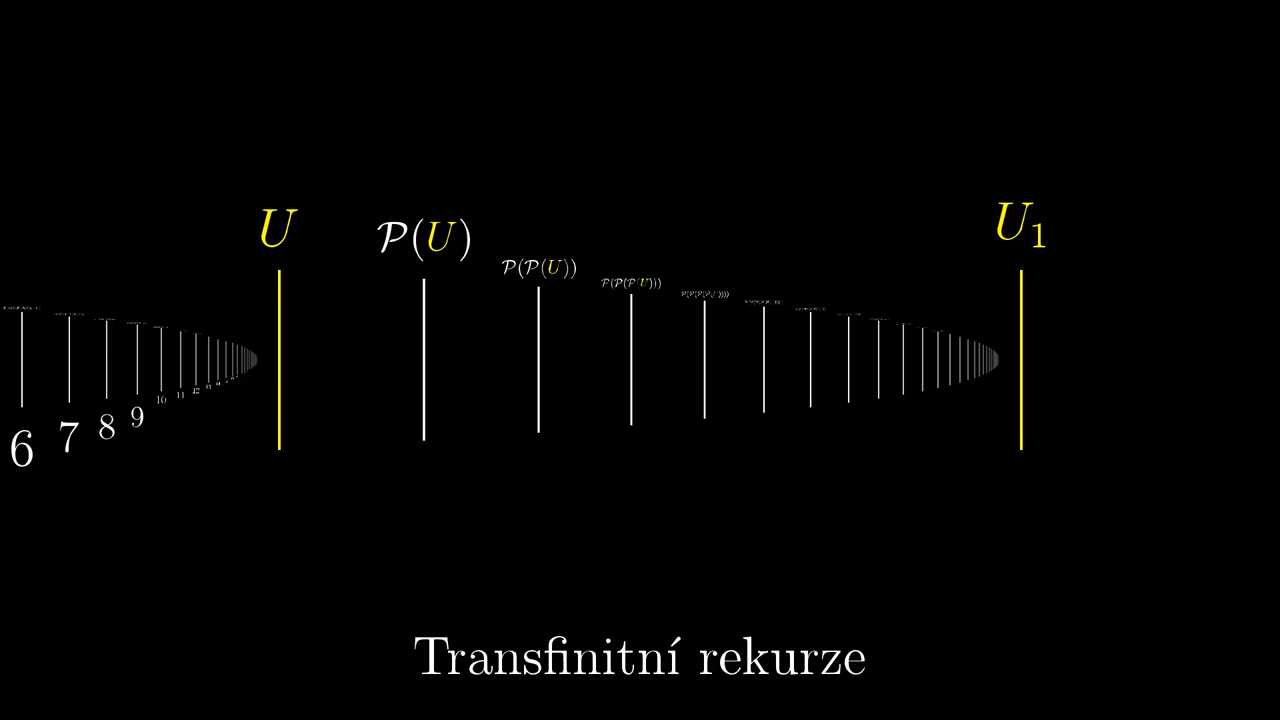 U
𝒫(U)
𝒫(𝒫(U))
𝒫(𝒫(𝒫(U)))
𝒫(𝒫(𝒫(𝒫(U))))
U₁
6 7 8 9 10 11 12
Transfinitní rekurze